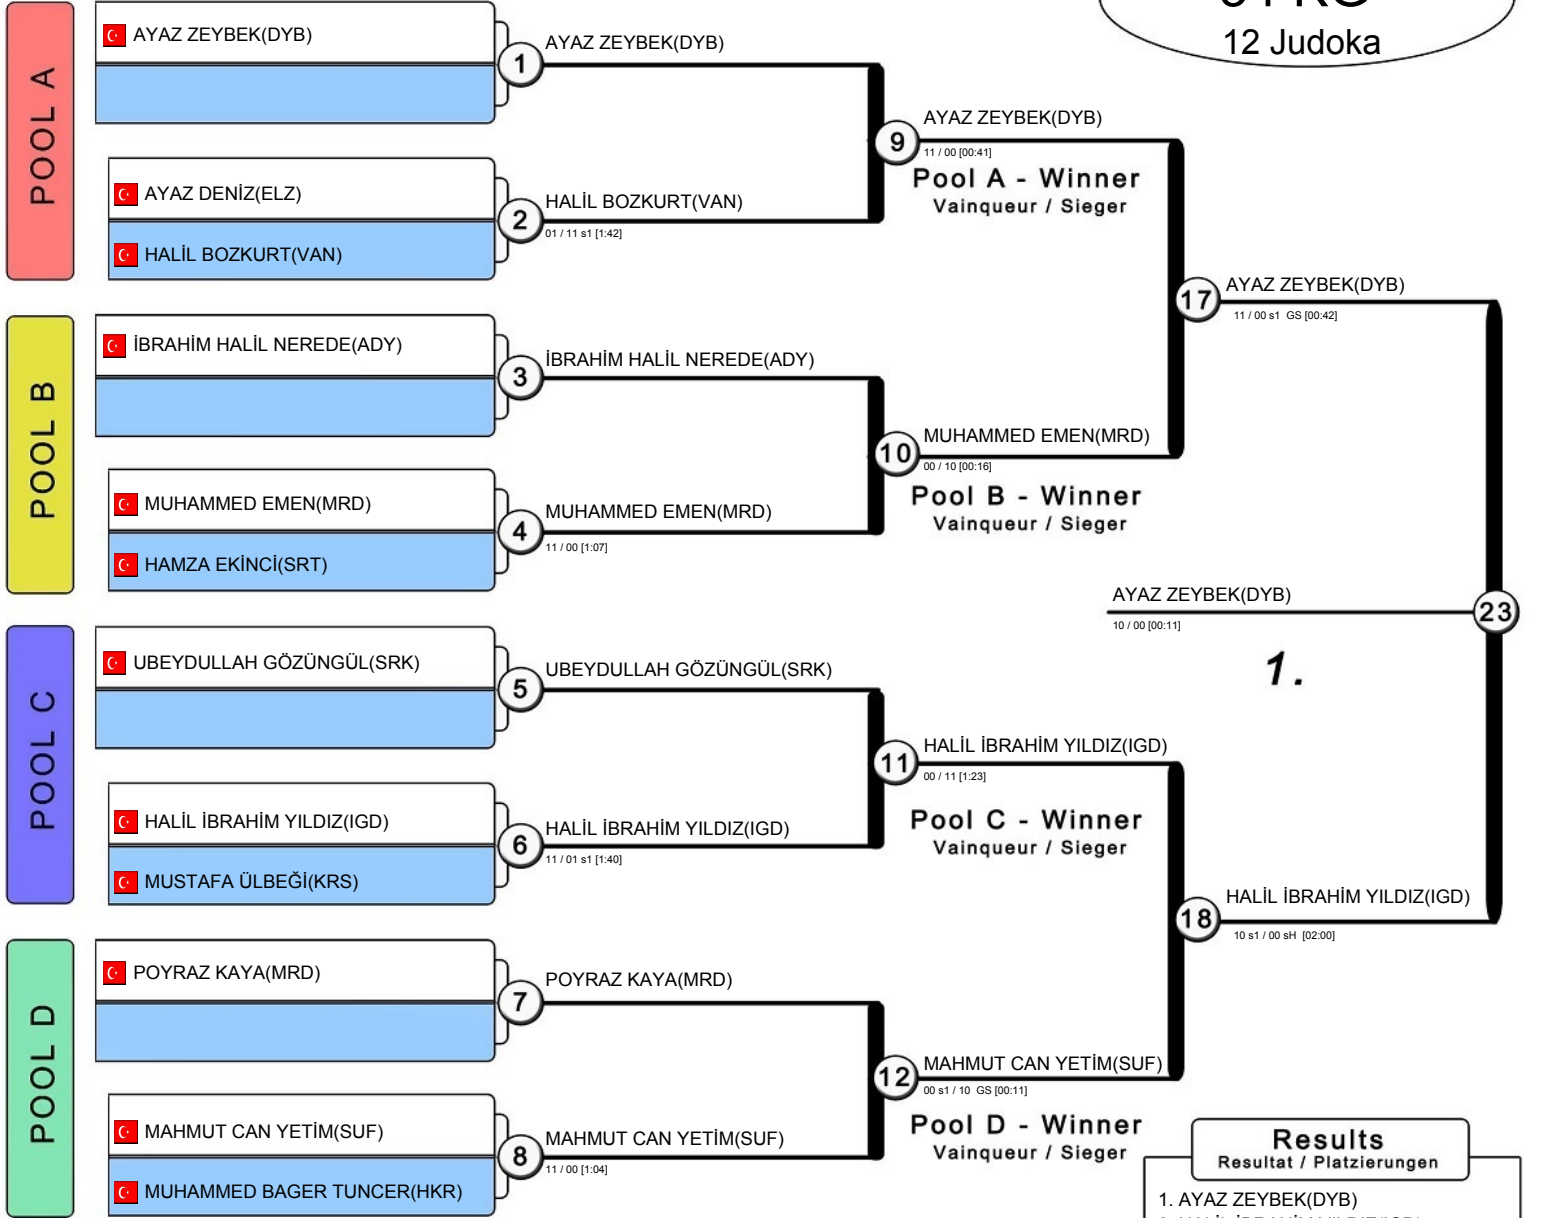 12 Judoka
POOL A
AYAZ ZEYBEK(DYB)
1
AYAZ ZEYBEK(DYB)
AYAZ DENİZ(ELZ)
HALİL BOZKURT(VAN)
2
HALİL BOZKURT(VAN)
01 / 11 s1 [1:42]
9
AYAZ ZEYBEK(DYB)
11 / 00 [00:41]
Pool A - Winner
Vainqueur / Sieger
POOL B
İBRAHİM HALİL NEREDE(ADY)
3
İBRAHİM HALİL NEREDE(ADY)
MUHAMMED EMEN(MRD)
HAMZA EKİNCİ(SRT)
4
MUHAMMED EMEN(MRD)
11 / 00 [1:07]
10
MUHAMMED EMEN(MRD)
00 / 10 [00:16]
Pool B - Winner
Vainqueur / Sieger
17
AYAZ ZEYBEK(DYB)
11 / 00 s1 GS [00:42]
POOL C
UBEYDULLAH GÖZÜNGÜL(SRK)
5
UBEYDULLAH GÖZÜNGÜL(SRK)
HALİL İBRAHİM YILDIZ(IGD)
MUSTAFA ÜLBEĞİ(KRS)
6
HALİL İBRAHİM YILDIZ(IGD)
11 / 01 s1 [1:40]
11
HALİL İBRAHİM YILDIZ(IGD)
00 / 11 [1:23]
Pool C - Winner
Vainqueur / Sieger
POOL D
POYRAZ KAYA(MRD)
7
POYRAZ KAYA(MRD)
MAHMUT CAN YETİM(SUF)
MUHAMMED BAGER TUNCER(HKR)
8
MAHMUT CAN YETİM(SUF)
11 / 00 [1:04]
12
MAHMUT CAN YETİM(SUF)
00 s1 / 10 GS [00:11]
Pool D - Winner
Vainqueur / Sieger
18
HALİL İBRAHİM YILDIZ(IGD)
10 s1 / 00 sH [02:00]
AYAZ ZEYBEK(DYB)
10 / 00 [00:11]
23
1.
Results
Resultat / Platzierungen
1. AYAZ ZEYBEK(DYB)